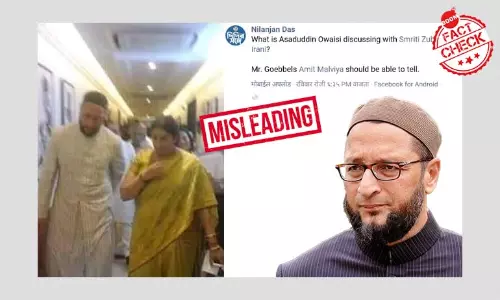 Nilanjan Das
What is Asaduddin Owaisi discussing with Smriti
Irani?
Mr. Goebbels Amit Malviya should be able to tell.
Facebook for Android
MISLEADING
BOOM
FACT
CHECK